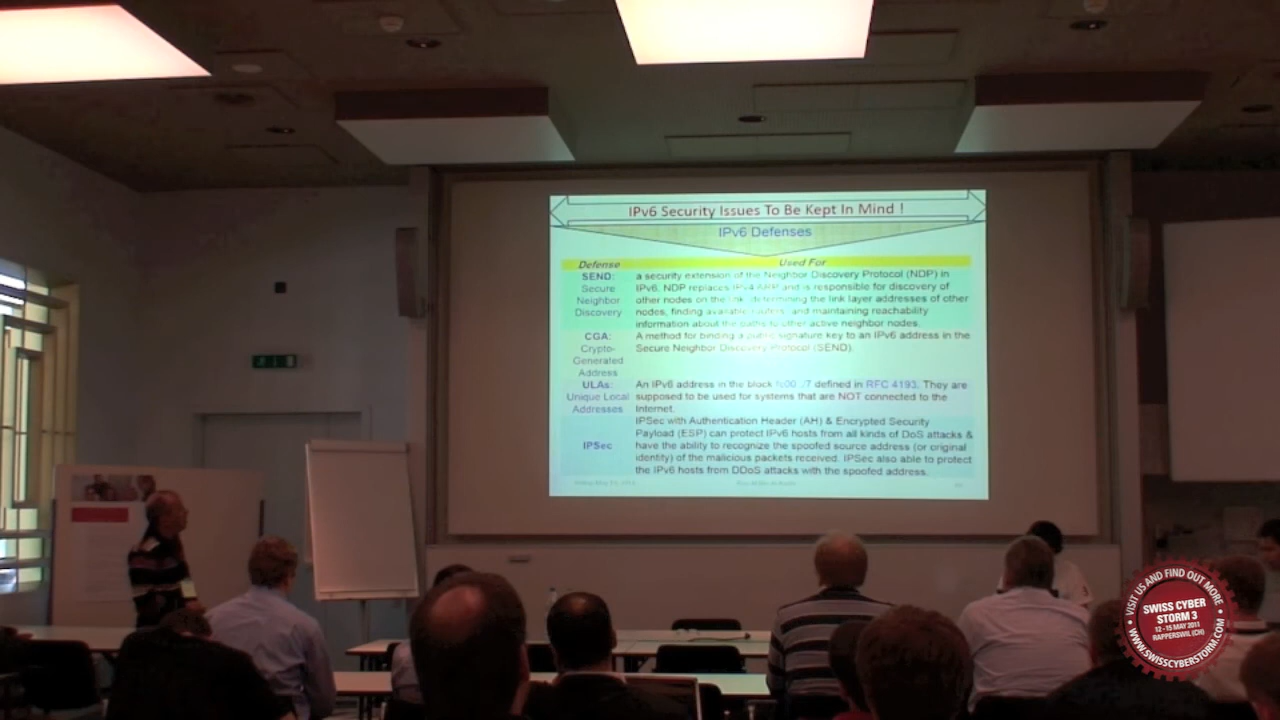 IPv6 Security Issues To Be Kept In Mind !
IPv6 Defenses
Defense Used For
SEND: a security extension of the Neighbor Discovery Protocol (NDP) in
Secure IPv6. NDP replaces IPv4 ARP and is responsible for discovery of
Neighbor other nodes on the link, determining the link layer addresses of other
Discovery nodes, finding available routers, and maintaining reachability
information about the paths to other active neighbor nodes.
CGA: A method for binding a public signature key to an IPv6 address in the
Crypto- Secure Neighbor Discovery Protocol (SEND).
Generated
Address
ULAs: An IPv6 address in the block defined in RFC 4193. They are
Unique Local supposed to be used for systems that are NOT connected to the
Addresses Internet.
IPSec with Authentication Header (AH) & Encrypted Security
Payload (ESP) can protect IPv6 hosts from all kinds of DoS attacks &
IPSec have the ability to recognize the spoofed source address (or original
identity) of the malicious packets received. IPSec also able to protect
the IPv6 hosts from DDoS attacks with the spoofed address.
VISIT US AND FIND OUT MORE
SWISS CYBER
STORM 3
12 - 15 MAY 2011
RAPPERSWIL (CH)
WWW.SWISSCYBERSTORM.COM